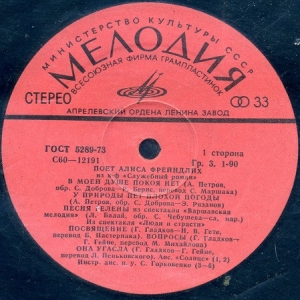 МИНИСТЕРСТВО КУЛЬТУРЫ СССР
МЕЛОДИЯ
ВСЕСОЮЗНАЯ ФИРМА ГРАМПЛАСТИНОК
СТЕРЕО
33
АПРЕЛЕВСКИЙ ОРДЕНА ЛЕНИНА ЗАВОД
ГОСТ 5289-73
1 сторона
С60—12191
Гр. 3. 1-90
ПОЕТ АЛИСА ФРЕЙНДЛИХ
из к-ф «Служебный роман»
В МОЕЙ ДУШЕ ПОКОЯ НЕТ (А. Петров,
обр. С. Доброва—Р. Бернс, перевод С. Маршака)
У ПРИРОДЫ НЕТ ПЛОХОЙ ПОГОДЫ
(А. Петров, обр. С. Доброва—Э. Рязанов)
ПЕСНЯ ЕЛЕНЫ из спектакля «Варшавская
мелодия» (Л. Балай, обр. С. Чебушева—са. нар.)
Из спектакля «Люди и страсти»
ПОСВЯЩЕНИЕ (Г. Гладков—И. В. Гете,
перевод Б. Пастернака). ВОПРОСЫ (Г. Гладков—
Г. Гейне, перевод М. Михайлова)
ОНА УГАСЛА (Г. Гладков—Г. Гейне,
перевод Л. Пеньковского). Анс. (1—2)
Инстр. анс. п/у С. Горковенко (3—6)